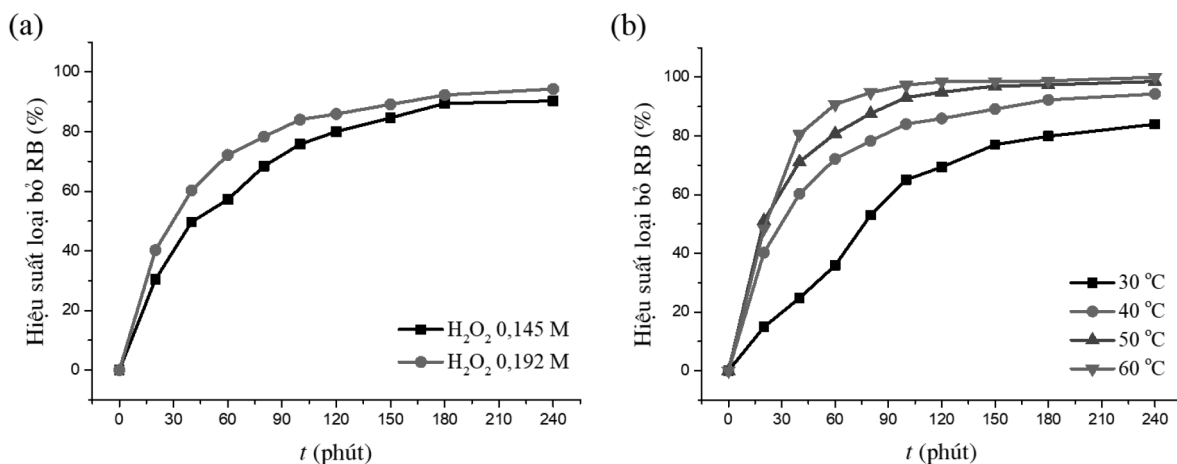 (a)
Hiệu suất loại bỏ RB (%)
100
80
60
40
20
0
H₂O₂ 0,145 M
H₂O₂ 0,192 M
0 30 60 90 120 150 180 210 240
t (phút)
(b)
Hiệu suất loại bỏ RB (%)
100
80
60
40
20
0
30 °C
40 °C
50 °C
60 °C
0 30 60 90 120 150 180 210 240
t (phút)